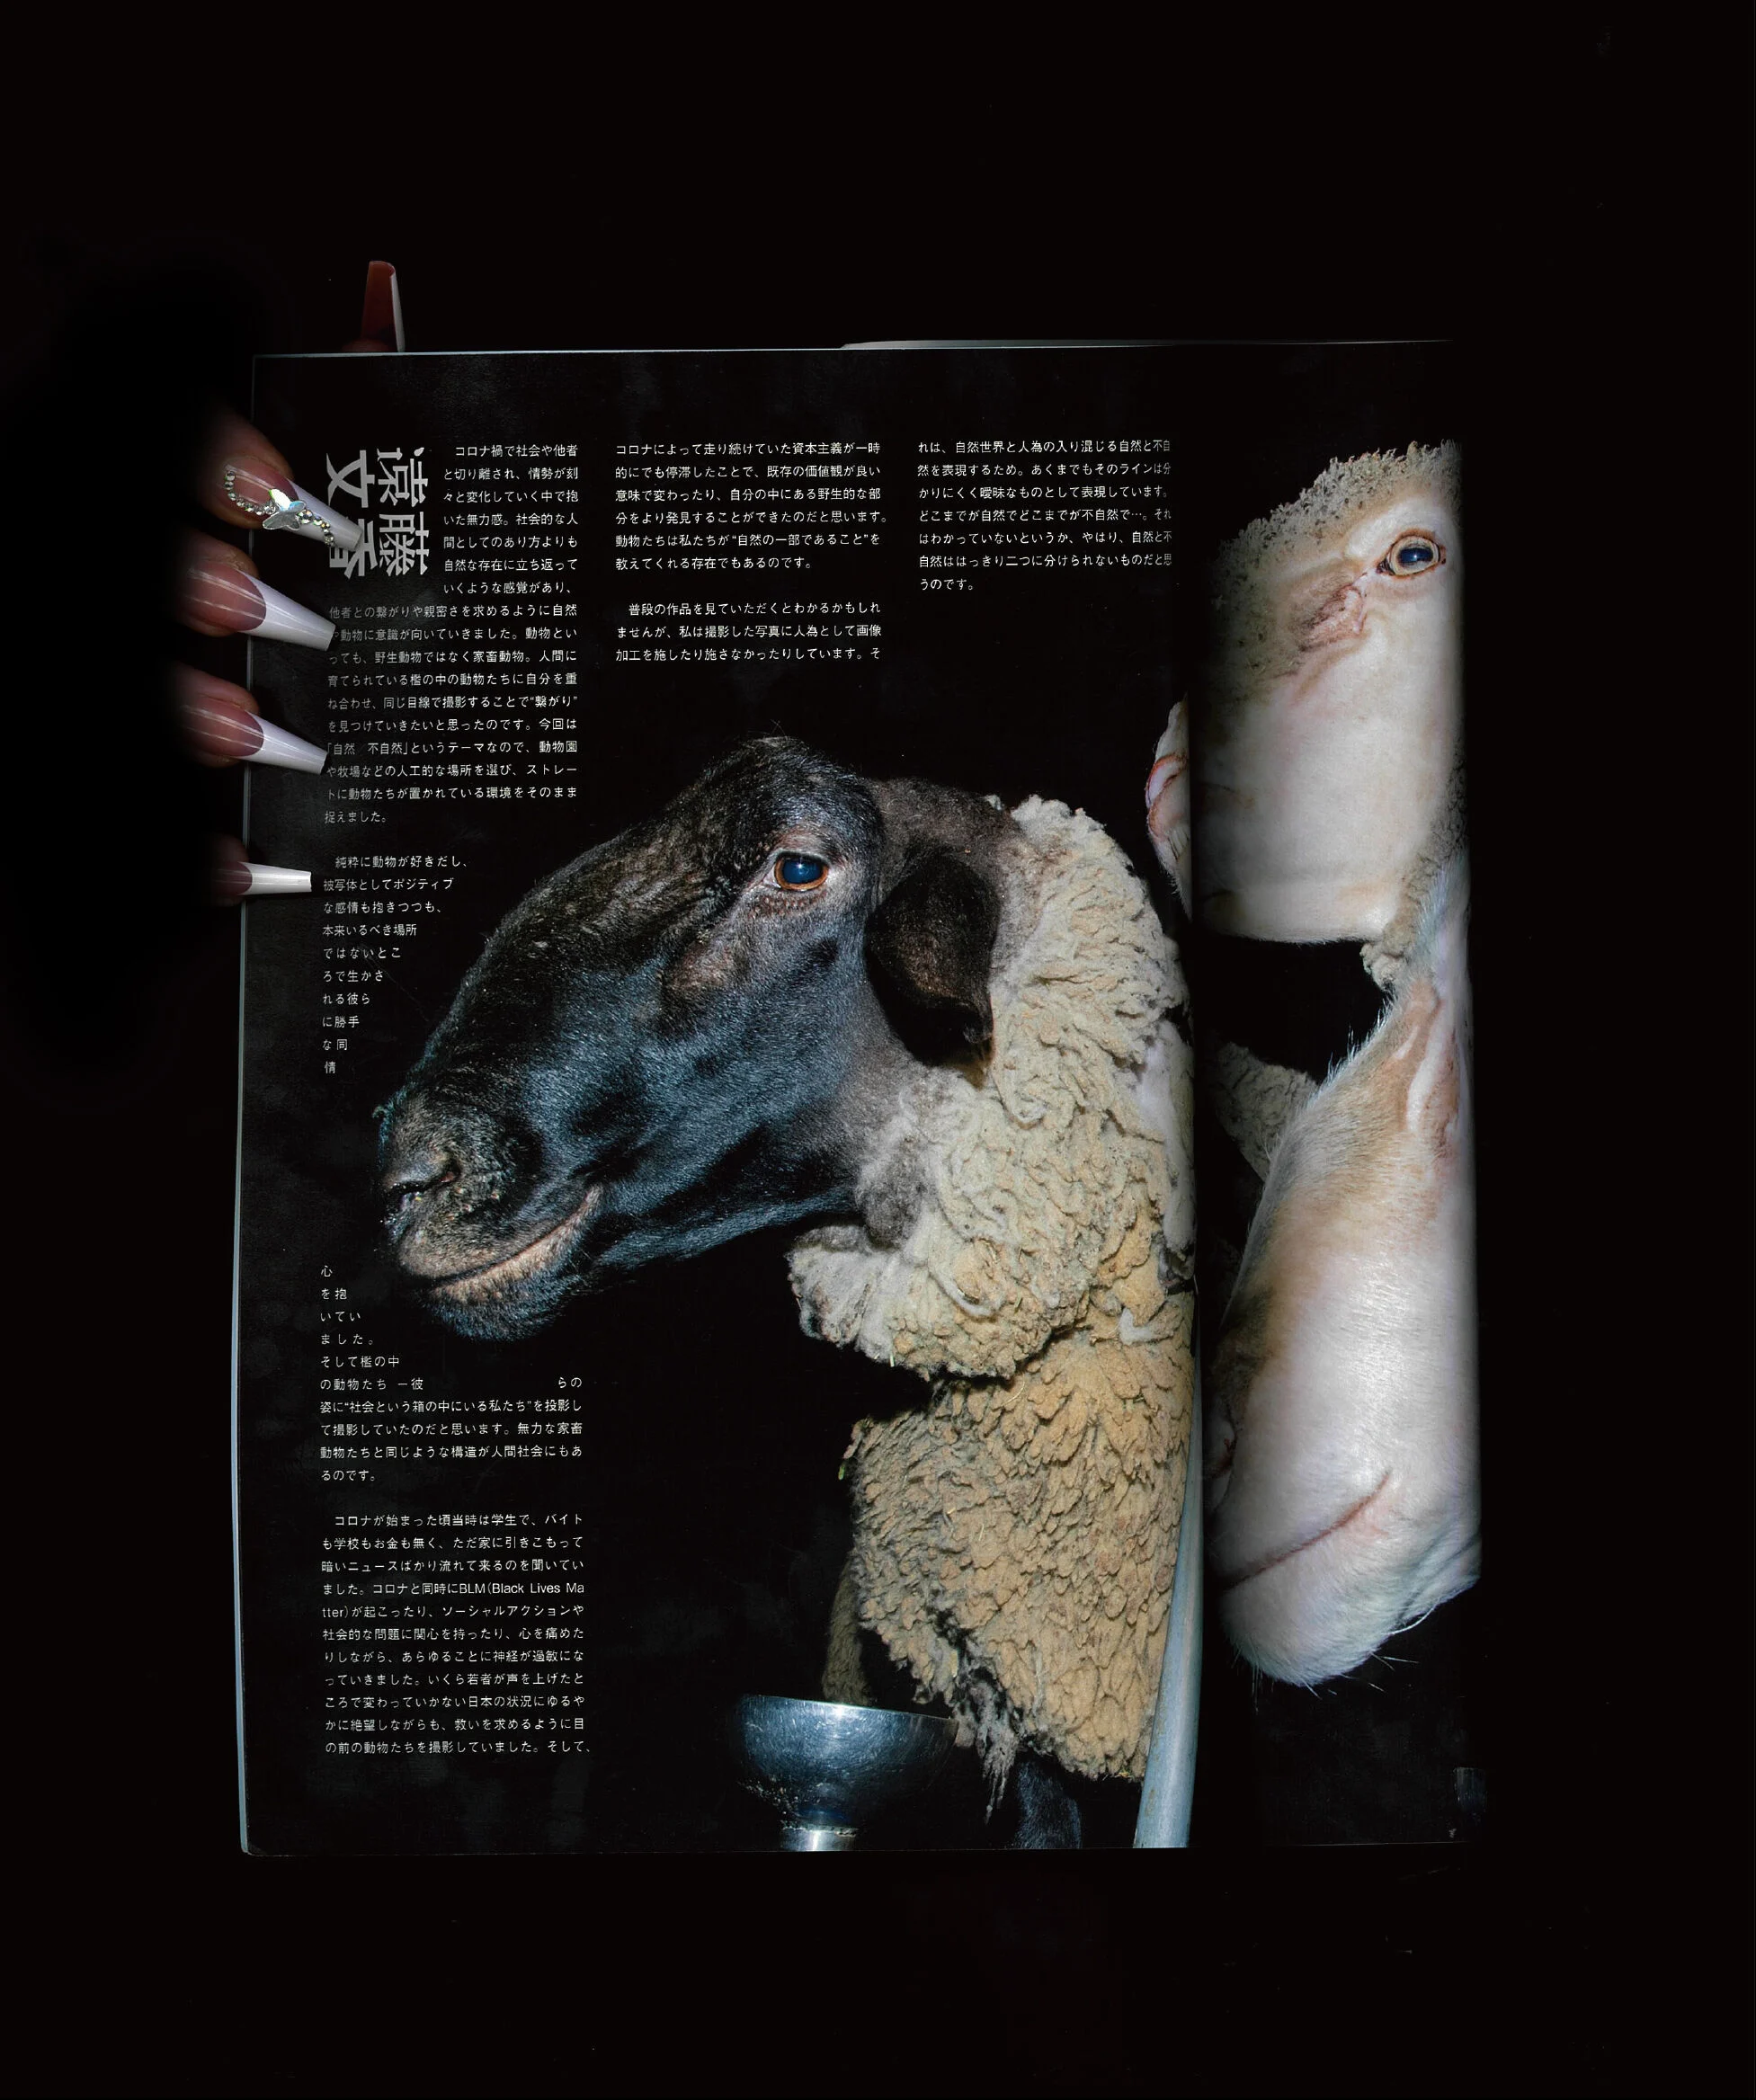 遠藤文香
コロナ禍で社会や他者
と切り離され、情勢が刻
々と変化していく中で抱
いた無力感。社会的な人
間としてのあり方よりも
自然な存在に立ち返って
いくような感覚があり、
他者との繋がりや親密さを求めるように自然
や動物に意識が向いていきました。動物とい
っても、野生動物ではなく家畜動物。人間に
育てられている檻の中の動物たちに自分を重
ね合わせ、同じ目線で撮影することで“繋がり”
を見つけていきたいと思ったのです。今回は
「自然 不自然」というテーマなので、動物園
や牧場などの人工的な場所を選び、ストレー
トに動物たちが置かれている環境をそのまま
捉えました。
純粋に動物が好きだし、
被写体としてポジティブ
な感情も抱きつつも、
本来いるべき場所
ではないとこ
ろで生かさ
れる彼ら
に勝手
な同
情
心
を抱
いてい
ました。
そして檻の中
の動物たち ー彼 らの
姿に“社会という箱の中にいる私たち”を投影し
て撮影していたのだと思います。無力な家畜
動物たちと同じような構造が人間社会にもあ
るのです。
コロナが始まった頃当時は学生で、バイト
も学校もお金も無く、ただ家に引きこもって
暗いニュースばかり流れて来るのを聞いてい
ました。コロナと同時にBLM(Black Lives Ma
tter)が起こったり、ソーシャルアクションや
社会的な問題に関心を持ったり、心を痛めた
りしながら、あらゆることに神経が過敏にな
っていきました。いくら若者が声を上げたと
ころで変わっていかない日本の状況にゆるや
かに絶望しながらも、救いを求めるように目
の前の動物たちを撮影していました。そして、
コロナによって走り続けていた資本主義が一時
的にでも停滞したことで、既存の価値観が良い
意味で変わったり、自分の中にある野生的な部
分をより発見することができたのだと思います。
動物たちは私たちが“自然の一部であること”を
教えてくれる存在でもあるのです。
普段の作品を見ていただくとわかるかもしれ
ませんが、私は撮影した写真に人為として画像
加工を施したり施さなかったりしています。そ
れは、自然世界と人為の入り混じる自然と不自
然を表現するため。あくまでもそのラインは分
かりにくく曖昧なものとして表現しています。
どこまでが自然でどこまでが不自然で…。それ
はわかっていないというか、やはり、自然と不
自然ははっきり二つに分けられないものだと思
うのです。